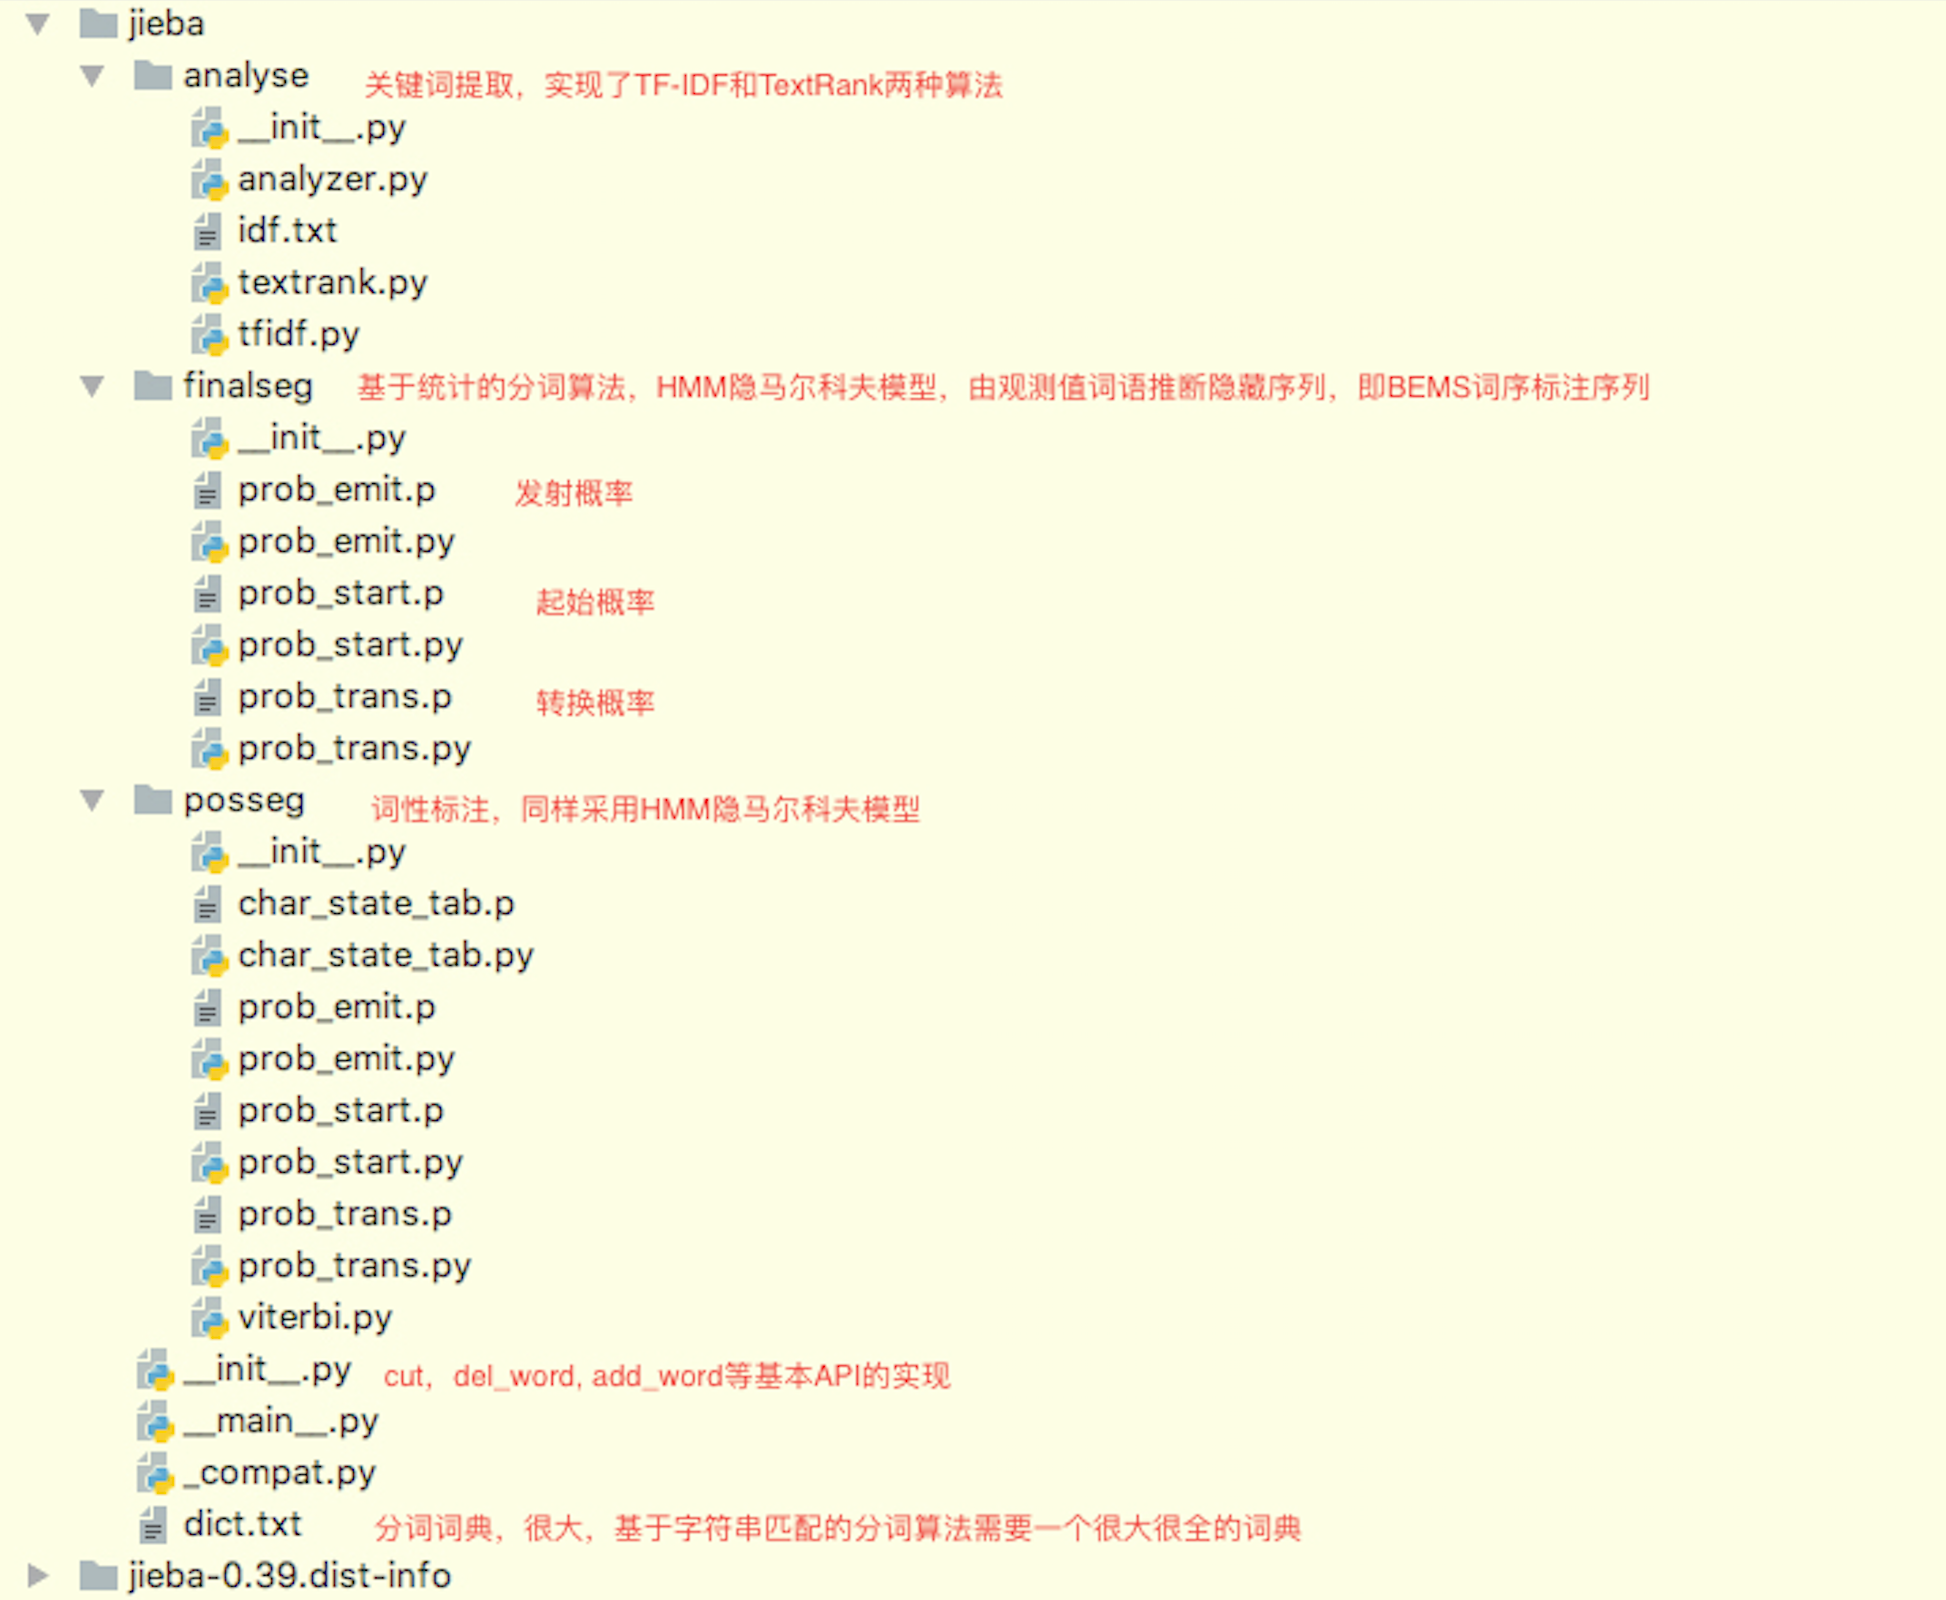 jieba
analyse 关键词提取，实现了TF-IDF和TextRank两种算法
__init__.py
analyzer.py
idf.txt
textrank.py
tfidf.py
finalseg 基于统计的分词算法，HMM隐马尔科夫模型，由观测值词语推断隐藏序列，即BEMS词序标注序列
__init__.py
prob_emit.p 发射概率
prob_emit.py
prob_start.p 起始概率
prob_start.py
prob_trans.p 转换概率
prob_trans.py
posseg 词性标注，同样采用HMM隐马尔科夫模型
__init__.py
char_state_tab.p
char_state_tab.py
prob_emit.p
prob_emit.py
prob_start.p
prob_start.py
prob_trans.p
prob_trans.py
viterbi.py
__init__.py cut，del_word, add_word等基本API的实现
__main__.py
_compat.py
dict.txt 分词词典，很大，基于字符串匹配的分词算法需要一个很大很全的词典
jieba-0.39.dist-info